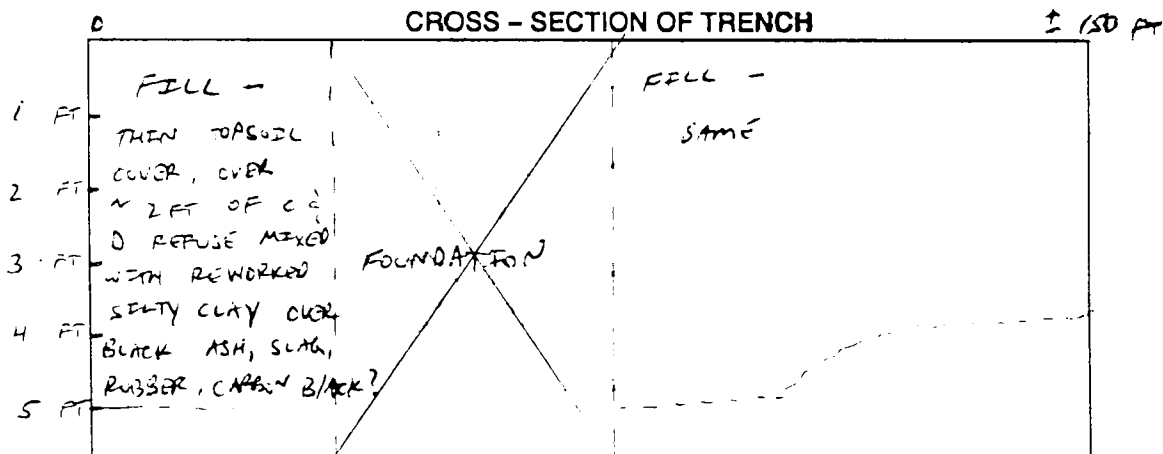 0 CROSS – SECTION OF TRENCH ± 150 FT
FILL –
THIN TOPSOIL
COVER, OVER
~ 2 FT OF C &
D REFUSE MIXED
WITH REWORKED
SILTY CLAY OVER
BLACK ASH, SLAG,
RUBBER, CARBON BLACK?
1 FT
2 FT
3 FT
4 FT
5 FT
FOUNDATION
FILL –
SAME